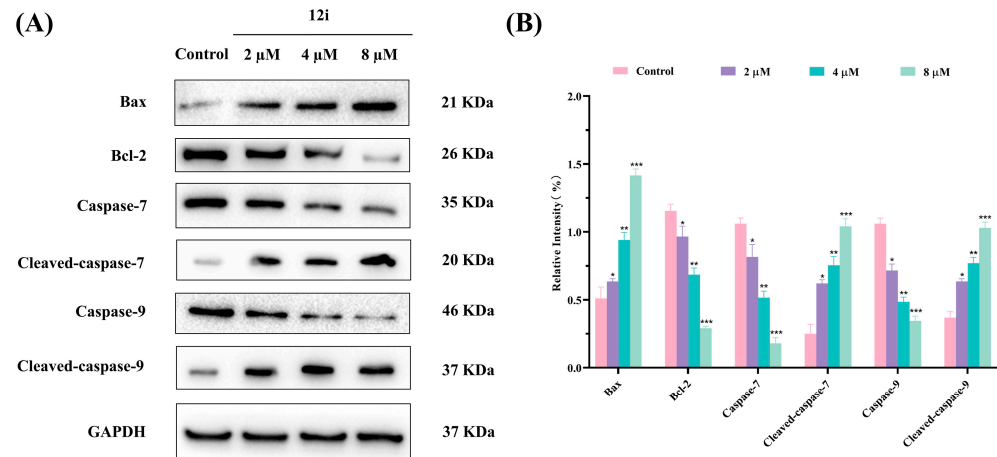 (A)
12i
Control 2 μM 4 μM 8 μM
Bax 21 KDa
Bcl-2 26 KDa
Caspase-7 35 KDa
Cleaved-caspase-7 20 KDa
Caspase-9 46 KDa
Cleaved-caspase-9 37 KDa
GAPDH 37 KDa
(B)
Control 2 μM 4 μM 8 μM
Relative Intensity (%)
2.0
1.5
1.0
0.5
0.0
* ** ***
* ** ***
* ** ***
* ** ***
* ** ***
* ** ***
Bax
Bcl-2
Caspase-7
Cleaved-caspase-7
Caspase-9
Cleaved-caspase-9